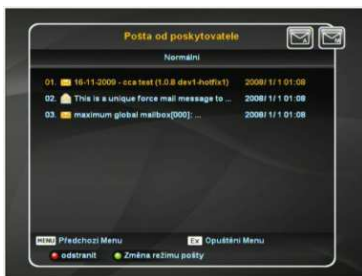 Pošta od poskytovatele
Normální
01. 16-11-2009 - cca test (1.0.8 dev1-hotfix1) 2008/ 1/ 1 01:08
02. This is a unique force mail message to ... 2008/ 1/ 1 01:08
03. maximum global mailbox[000]: ... 2008/ 1/ 1 01:08
MENU Předchozí Menu EX Opuštění Menu
odstranit Změna režimu pošty